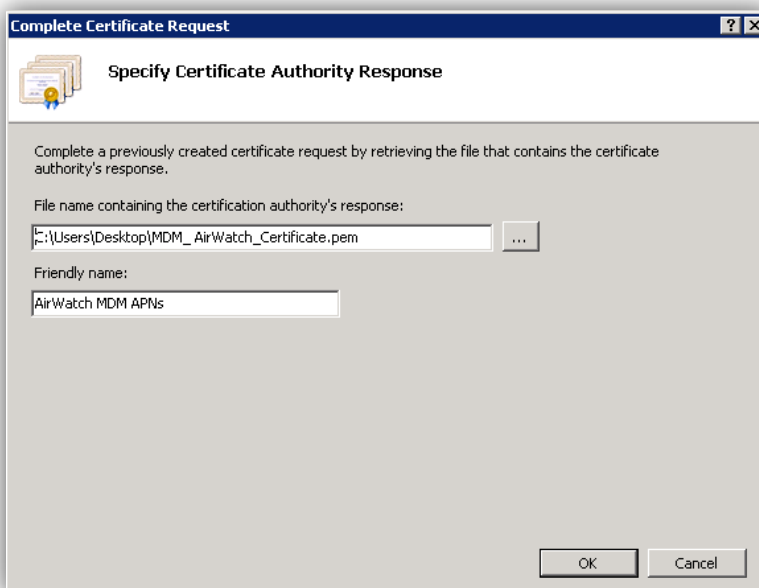 Complete Certificate Request
Specify Certificate Authority Response
Complete a previously created certificate request by retrieving the file that contains the certificate
authority's response.
File name containing the certification authority's response:
C:\Users\Desktop\MDM_ AirWatch_Certificate.pem
...
Friendly name:
AirWatch MDM APNs
OK
Cancel